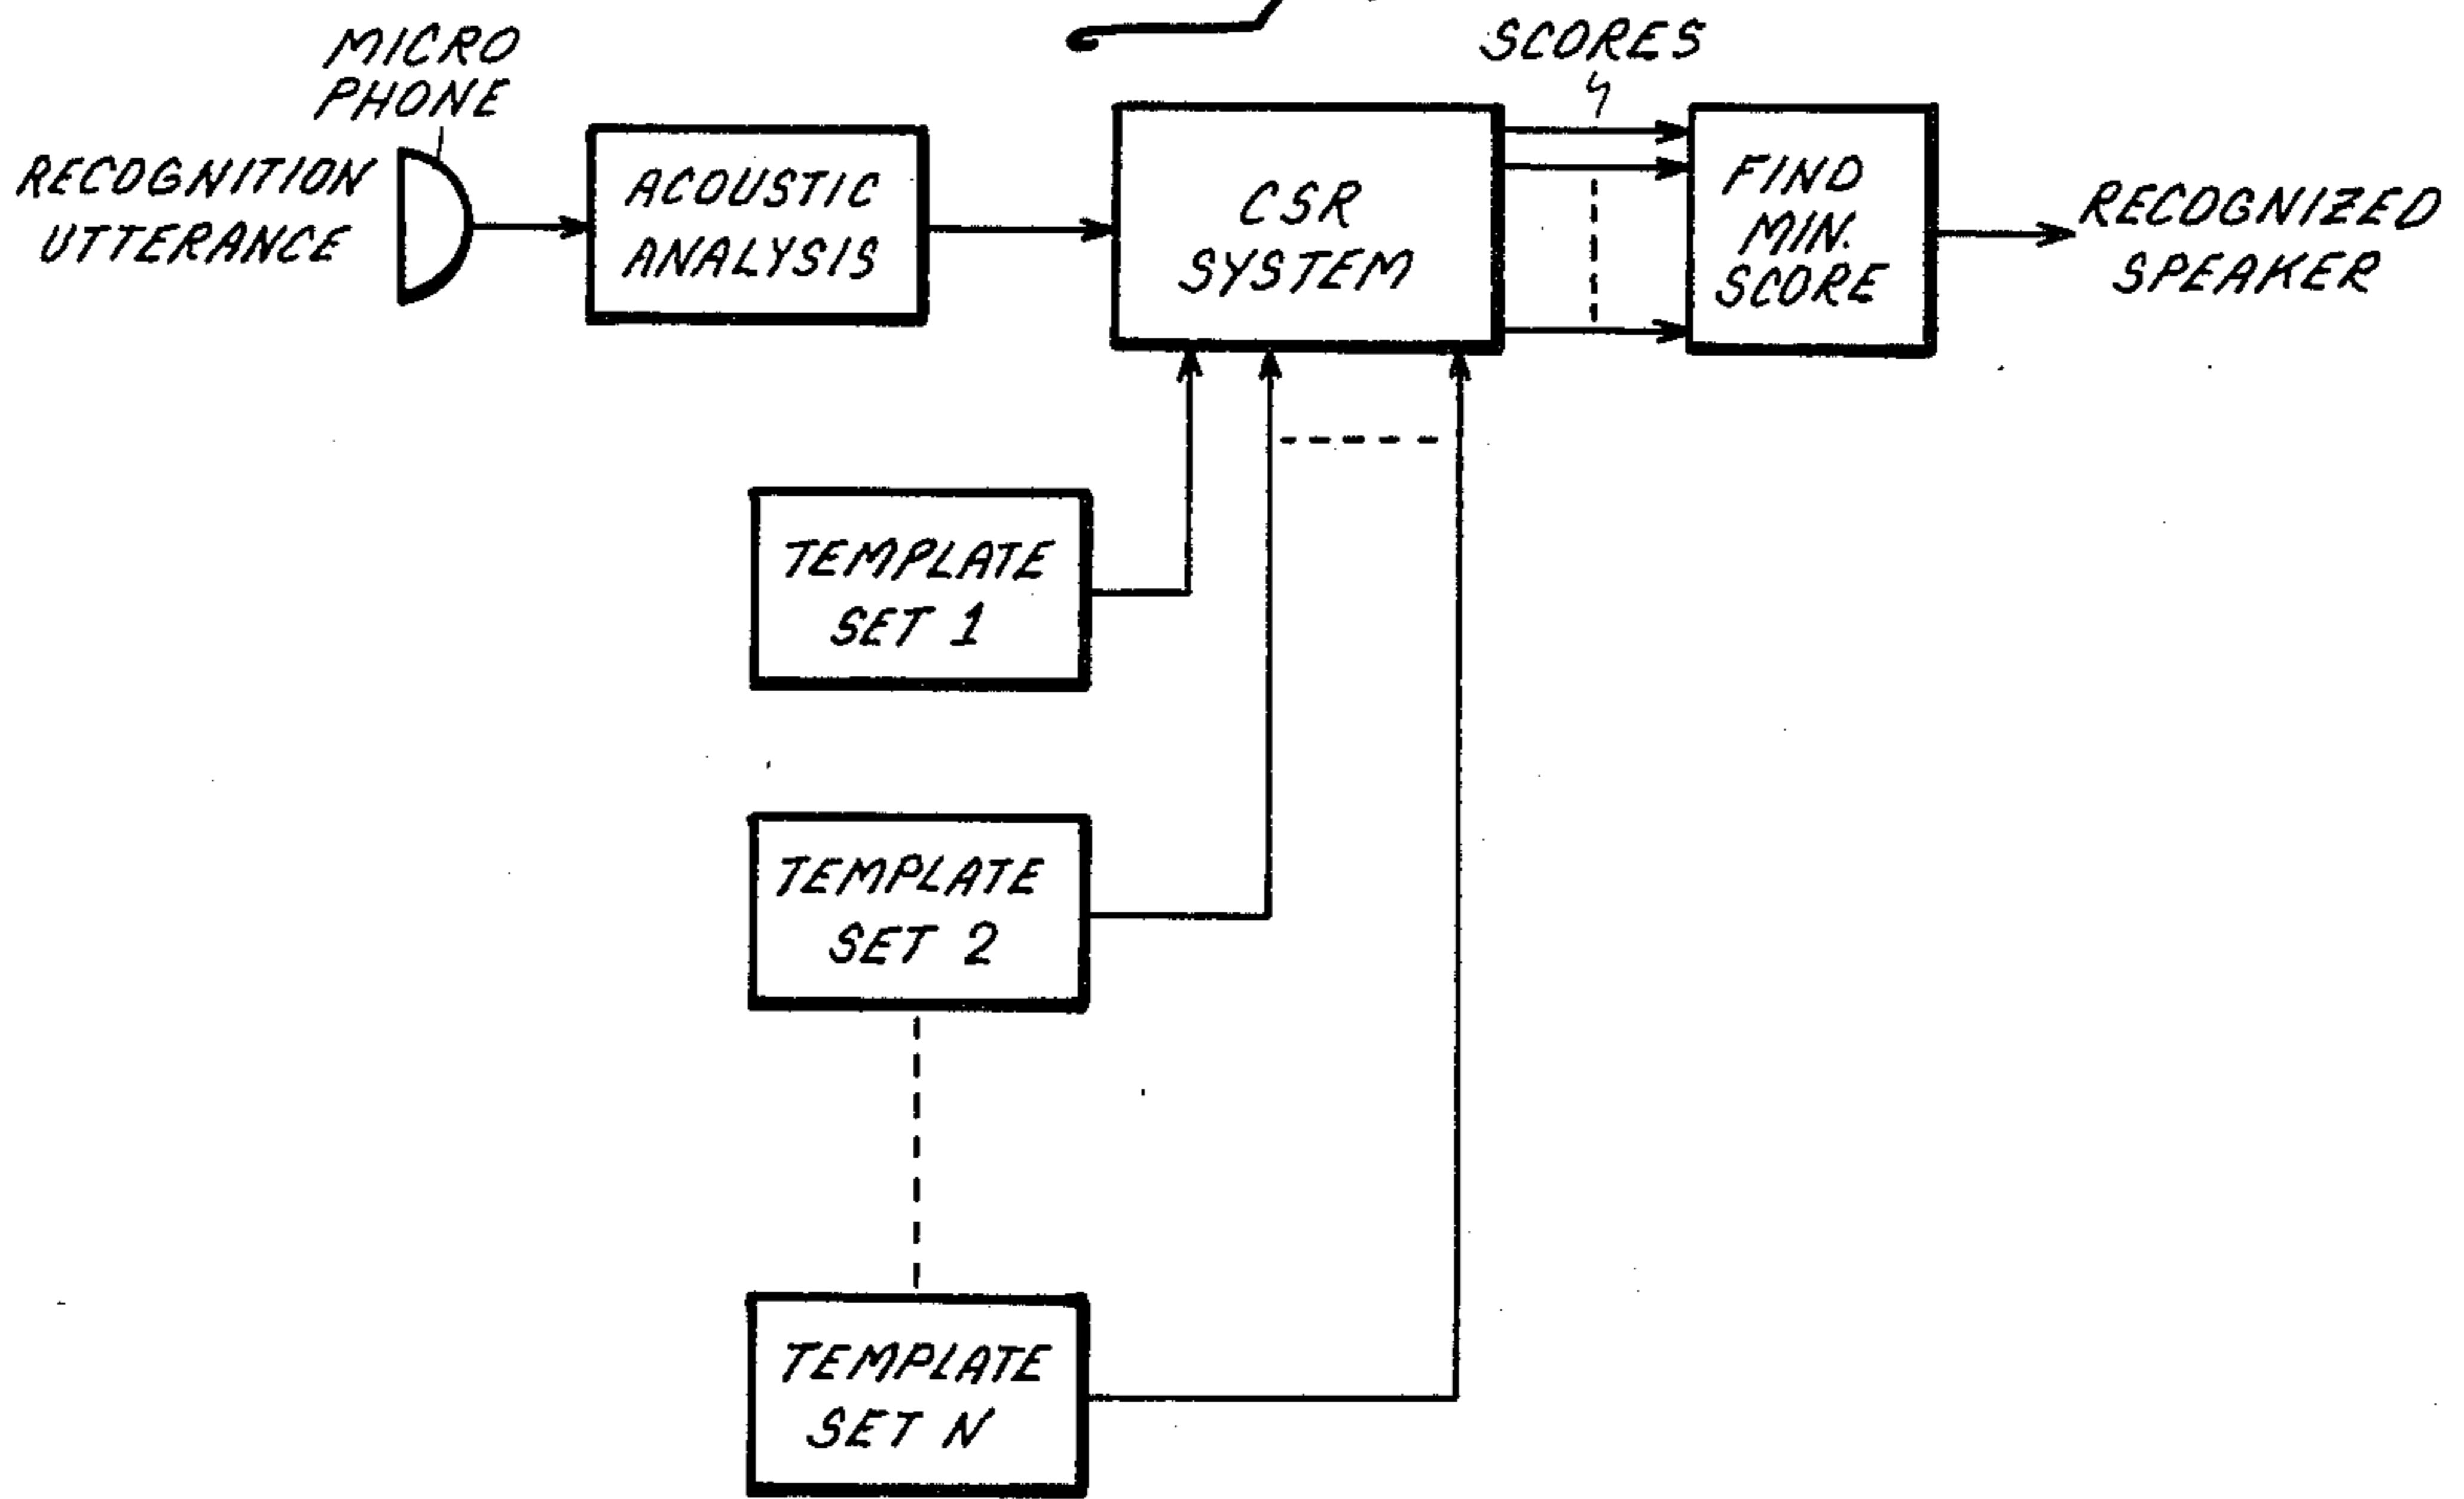 MICRO
PHONE
RECOGNITION
UTTERANCE
ACOUSTIC
ANALYSIS
CSR
SYSTEM
SCORES
FIND
MIN.
SCORE
RECOGNIZED
SPEAKER
TEMPLATE
SET 1
TEMPLATE
SET 2
TEMPLATE
SET N